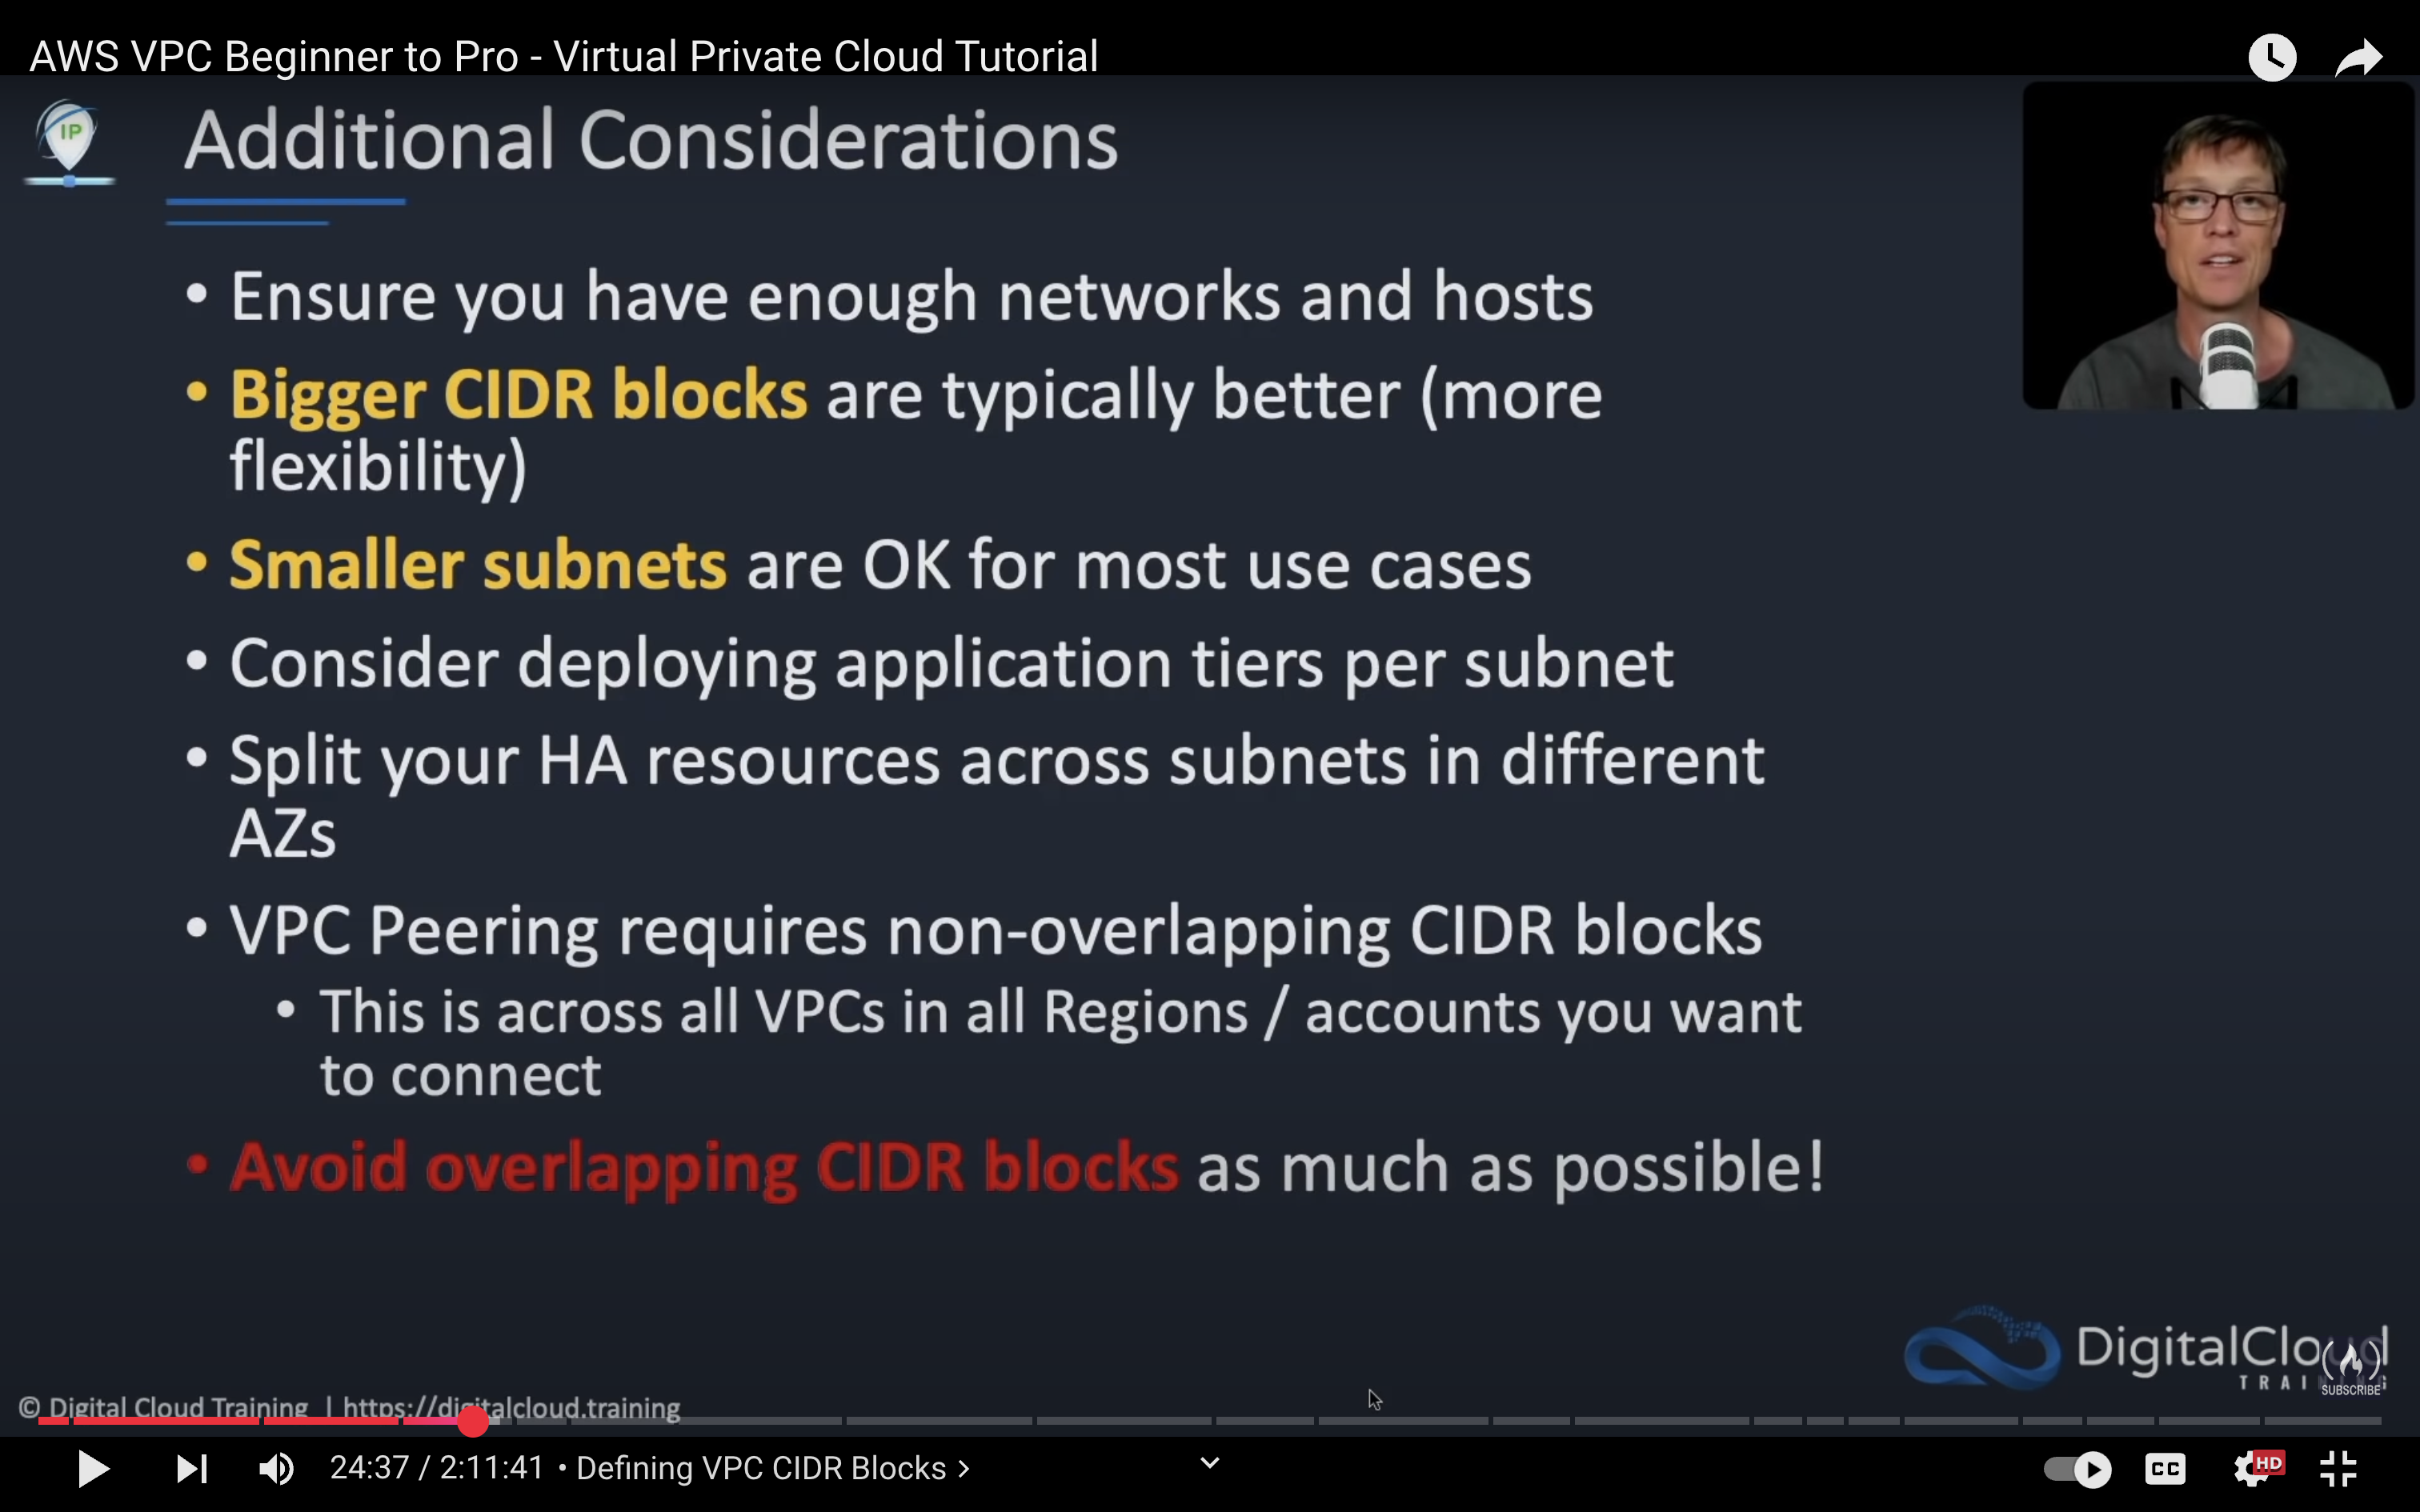 AWS VPC Beginner to Pro - Virtual Private Cloud Tutorial
IP
Additional Considerations
• Ensure you have enough networks and hosts
• Bigger CIDR blocks are typically better (more
flexibility)
• Smaller subnets are OK for most use cases
• Consider deploying application tiers per subnet
• Split your HA resources across subnets in different
AZs
• VPC Peering requires non-overlapping CIDR blocks
• This is across all VPCs in all Regions / accounts you want
to connect
• Avoid overlapping CIDR blocks as much as possible!
DigitalCloud
TRAINING
SUBSCRIBE
© Digital Cloud Training | https://digitalcloud.training
24:37 / 2:11:41 • Defining VPC CIDR Blocks >
CC
HD